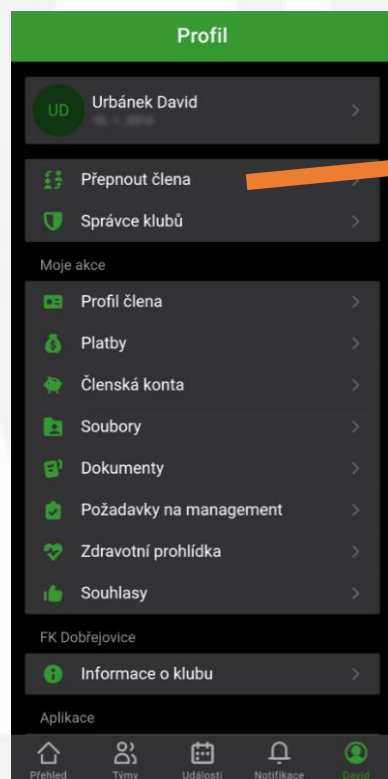 Profil
UD
Urbánek David
Přepnout člena
Správce klubů
Moje akce
Profil člena
Platby
Členská konta
Soubory
Dokumenty
Požadavky na management
Zdravotní prohlídka
Souhlasy
FK Dobřejovice
Informace o klubu
Aplikace
Přehled Týmy Události Notifikace David